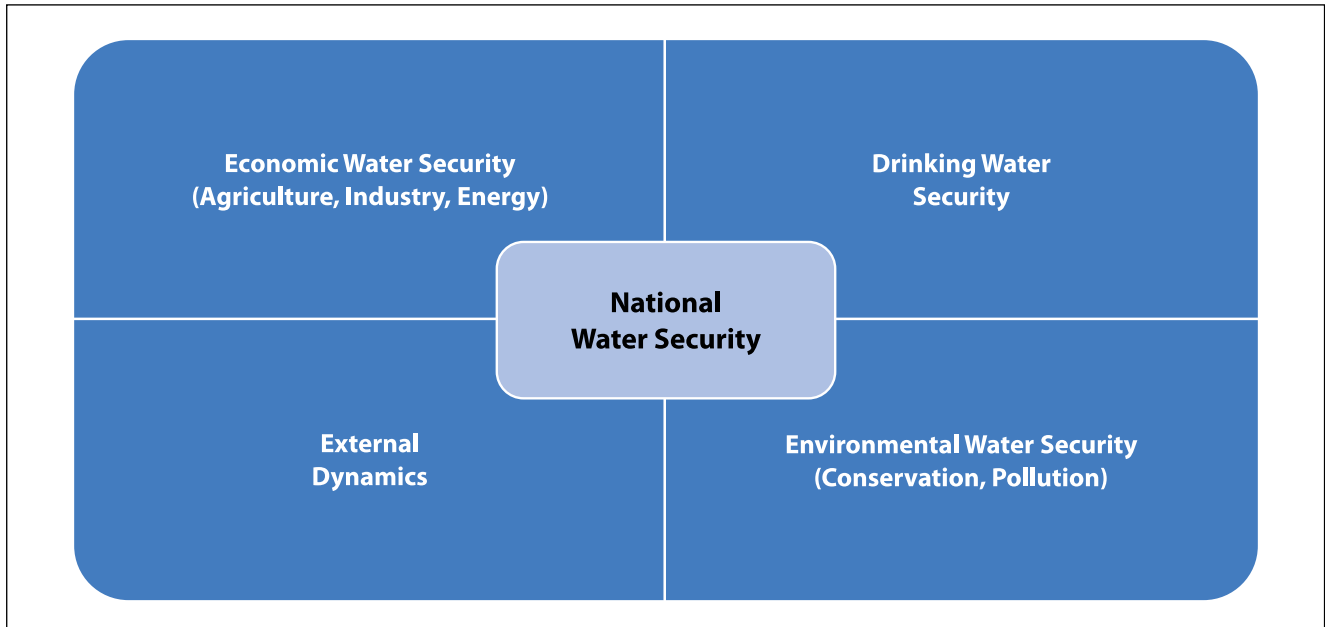 Economic Water Security
(Agriculture, Industry, Energy)
Drinking Water
Security
National
Water Security
External
Dynamics
Environmental Water Security
(Conservation, Pollution)